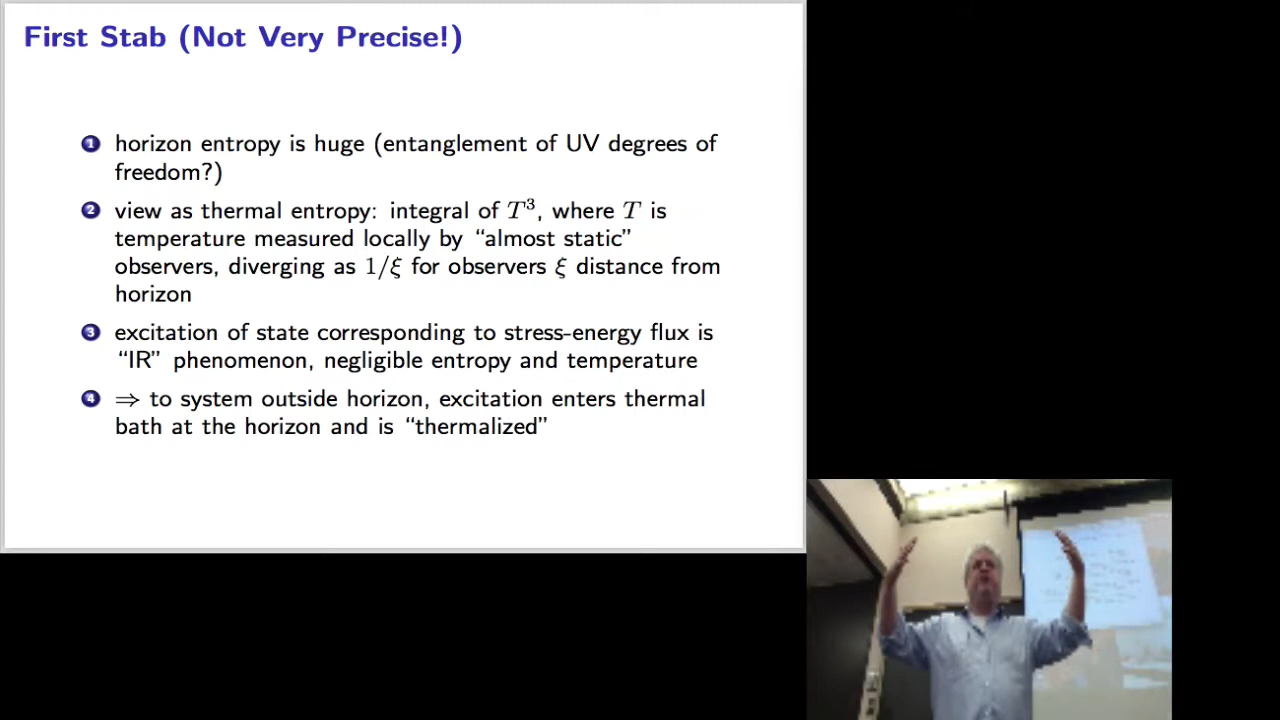 First Stab (Not Very Precise!)
1 horizon entropy is huge (entanglement of UV degrees of
freedom?)
2 view as thermal entropy: integral of T³, where T is
temperature measured locally by “almost static”
observers, diverging as 1/ξ for observers ξ distance from
horizon
3 excitation of state corresponding to stress-energy flux is
“IR” phenomenon, negligible entropy and temperature
4 ⇒ to system outside horizon, excitation enters thermal
bath at the horizon and is “thermalized”